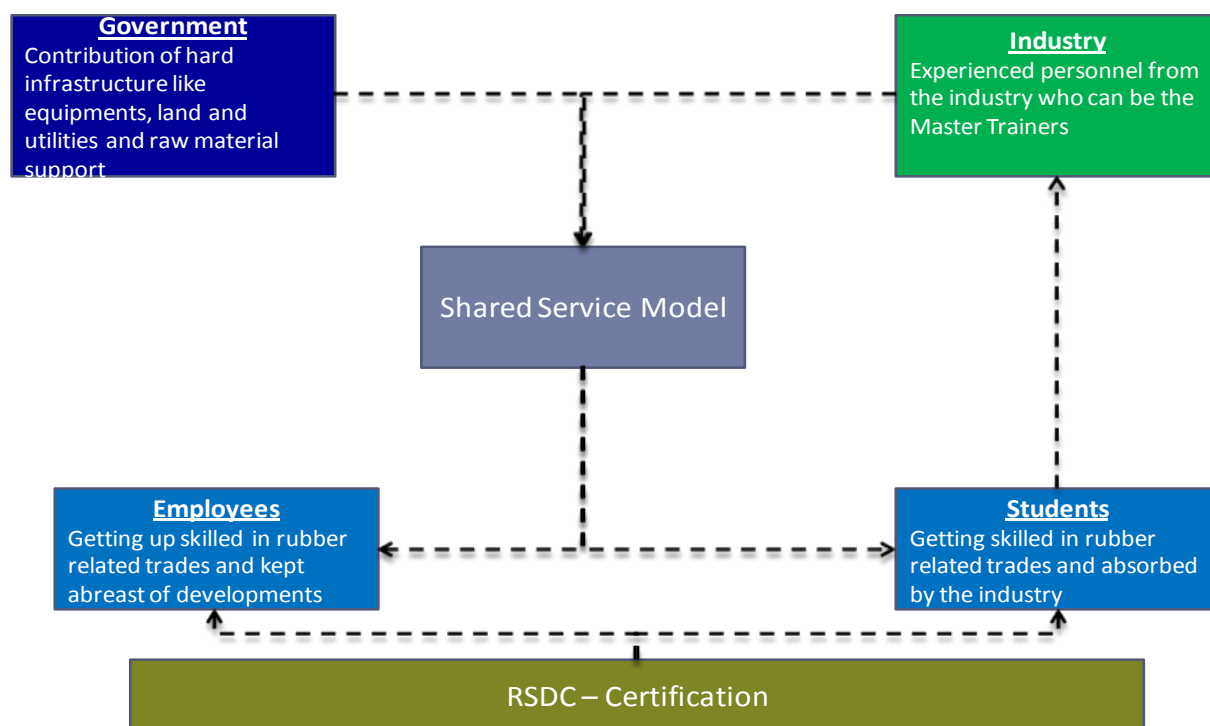 Government
Contribution of hard
infrastructure like
equipments, land and
utilities and raw material
support
Industry
Experienced personnel from
the industry who can be the
Master Trainers
Shared Service Model
Employees
Getting up skilled in rubber
related trades and kept
abreast of developments
Students
Getting skilled in rubber
related trades and absorbed
by the industry
RSDC – Certification